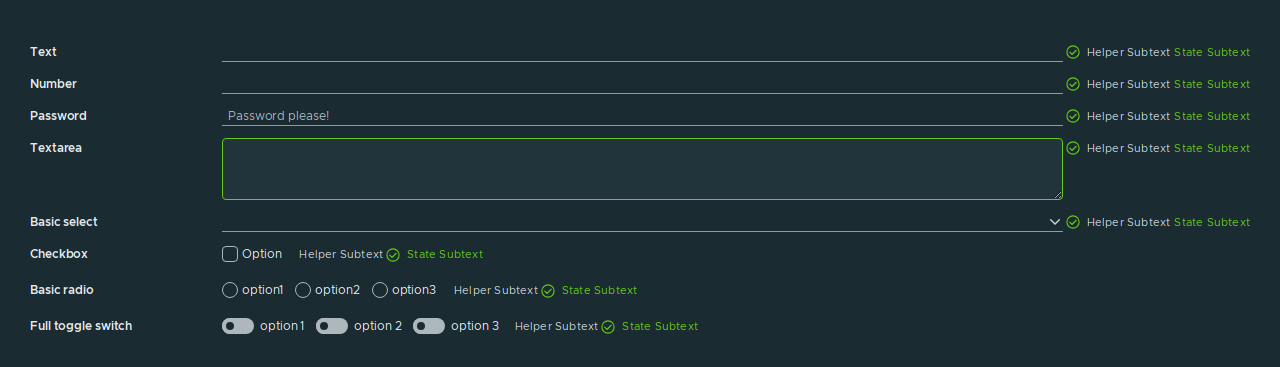 Text Helper Subtext State Subtext
Number Helper Subtext State Subtext
Password Password please! Helper Subtext State Subtext
Textarea Helper Subtext State Subtext
Basic select Helper Subtext State Subtext
Checkbox Option Helper Subtext State Subtext
Basic radio option1 option2 option3 Helper Subtext State Subtext
Full toggle switch option 1 option 2 option 3 Helper Subtext State Subtext